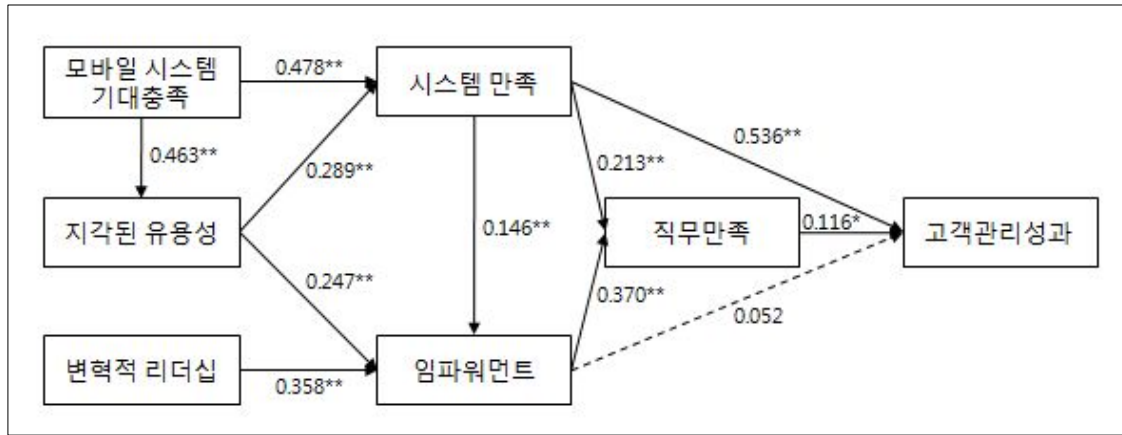 모바일 시스템
기대충족
0.478**
시스템 만족
0.463**
0.289**
0.536**
0.213**
지각된 유용성
0.146**
직무만족
0.116*
고객관리성과
0.247**
0.370**
0.052
변혁적 리더십
0.358**
임파워먼트